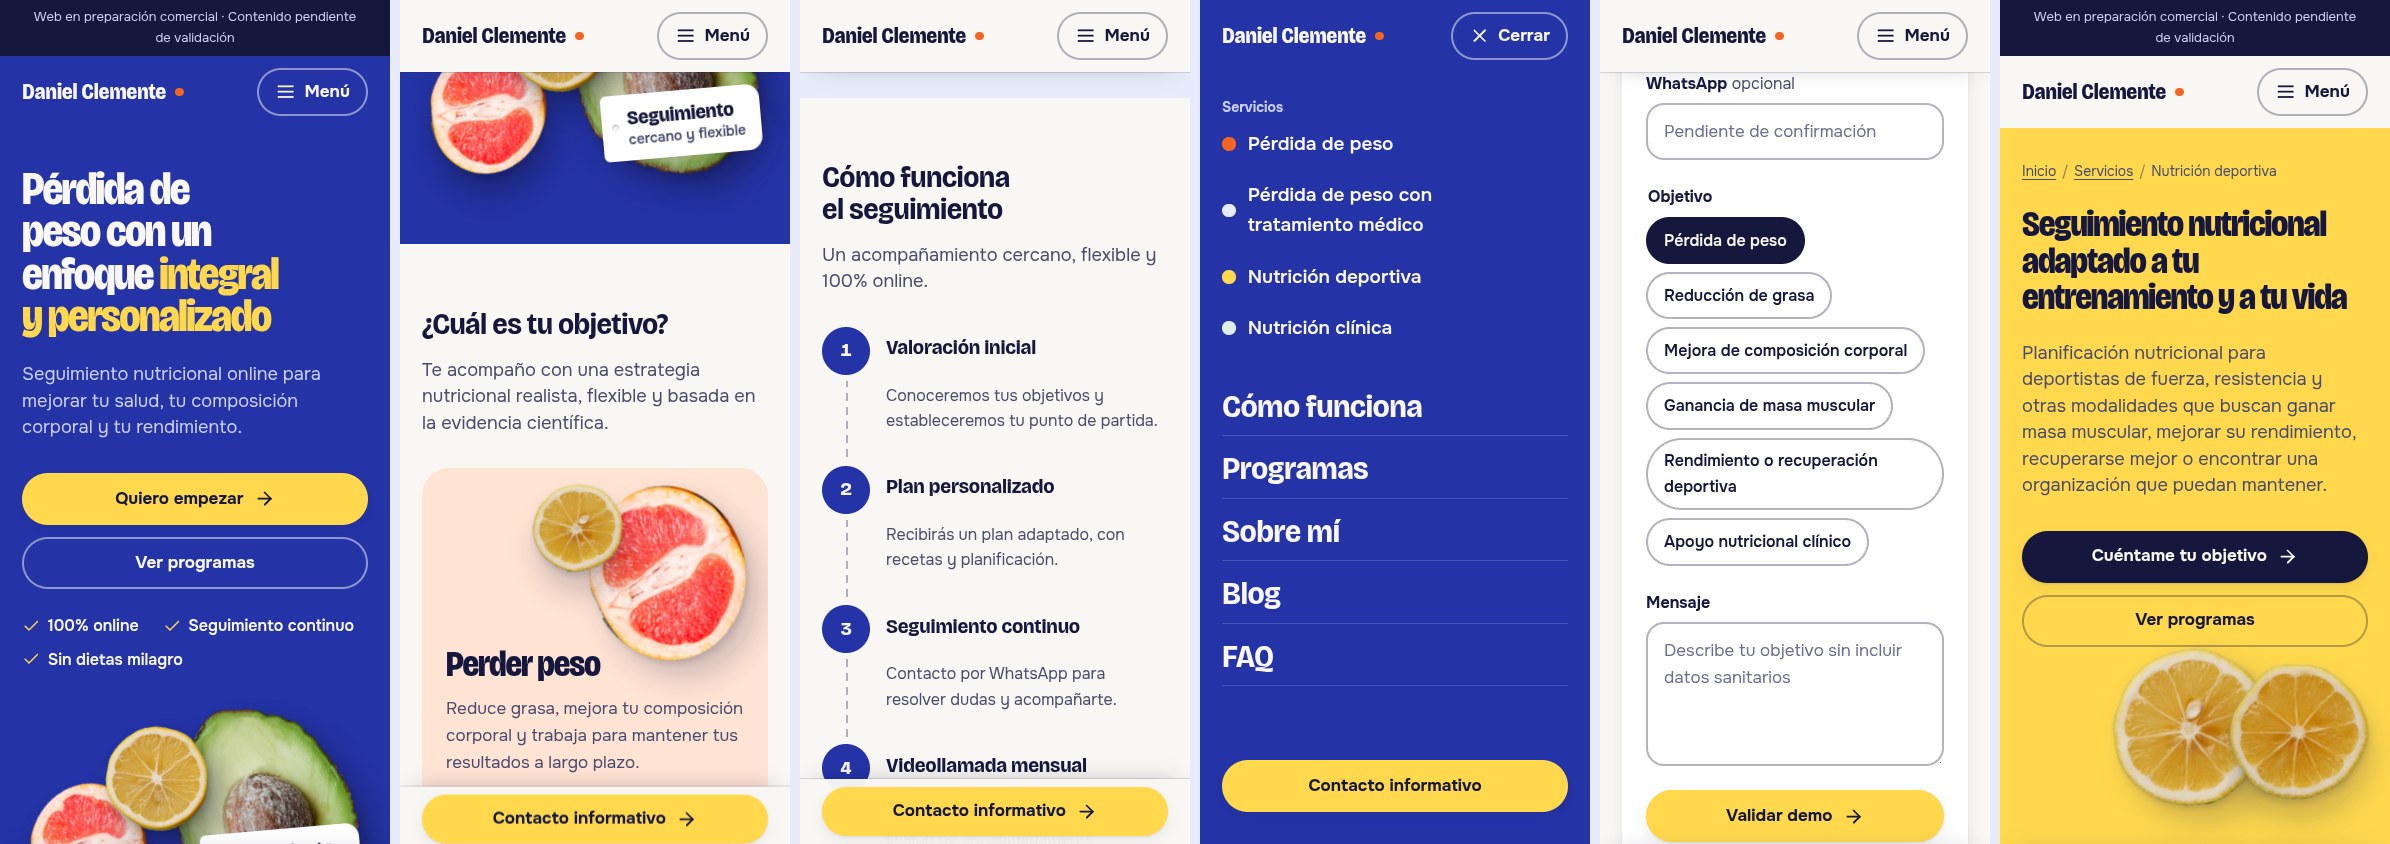 Web en preparación comercial · Contenido pendiente
de validación
Daniel Clemente
Menú
Pérdida de
peso con un
enfoque integral
y personalizado
Seguimiento nutricional online para
mejorar tu salud, tu composición
corporal y tu rendimiento.
Quiero empezar
Ver programas
100% online
Seguimiento continuo
Sin dietas milagro
Daniel Clemente
Menú
Seguimiento
cercano y flexible
¿Cuál es tu objetivo?
Te acompaño con una estrategia
nutricional realista, flexible y basada en
la evidencia científica.
Perder peso
Reduce grasa, mejora tu composición
corporal y trabaja para mantener tus
resultados a largo plazo.
Contacto informativo
Daniel Clemente
Menú
Cómo funciona
el seguimiento
Un acompañamiento cercano, flexible y
100% online.
1
Valoración inicial
Conoceremos tus objetivos y
estableceremos tu punto de partida.
2
Plan personalizado
Recibirás un plan adaptado, con
recetas y planificación.
3
Seguimiento continuo
Contacto por WhatsApp para
resolver dudas y acompañarte.
4
Videollamada mensual
Contacto informativo
Daniel Clemente
Cerrar
Servicios
Pérdida de peso
Pérdida de peso con
tratamiento médico
Nutrición deportiva
Nutrición clínica
Cómo funciona
Programas
Sobre mí
Blog
FAQ
Contacto informativo
Daniel Clemente
Menú
WhatsApp opcional
Pendiente de confirmación
Objetivo
Pérdida de peso
Reducción de grasa
Mejora de composición corporal
Ganancia de masa muscular
Rendimiento o recuperación
deportiva
Apoyo nutricional clínico
Mensaje
Describe tu objetivo sin incluir
datos sanitarios
Validar demo
Web en preparación comercial · Contenido pendiente
de validación
Daniel Clemente
Menú
Inicio / Servicios / Nutrición deportiva
Seguimiento nutricional
adaptado a tu
entrenamiento y a tu vida
Planificación nutricional para
deportistas de fuerza, resistencia y
otras modalidades que buscan ganar
masa muscular, mejorar su rendimiento,
recuperarse mejor o encontrar una
organización que puedan mantener.
Cuéntame tu objetivo
Ver programas